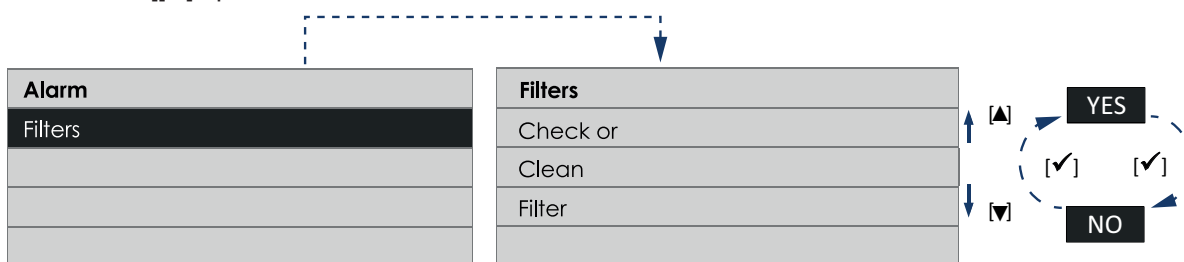 Alarm
Filters
Filters
Check or
Clean
Filter
[▲]
[▼]
YES
[✔] [✔]
NO